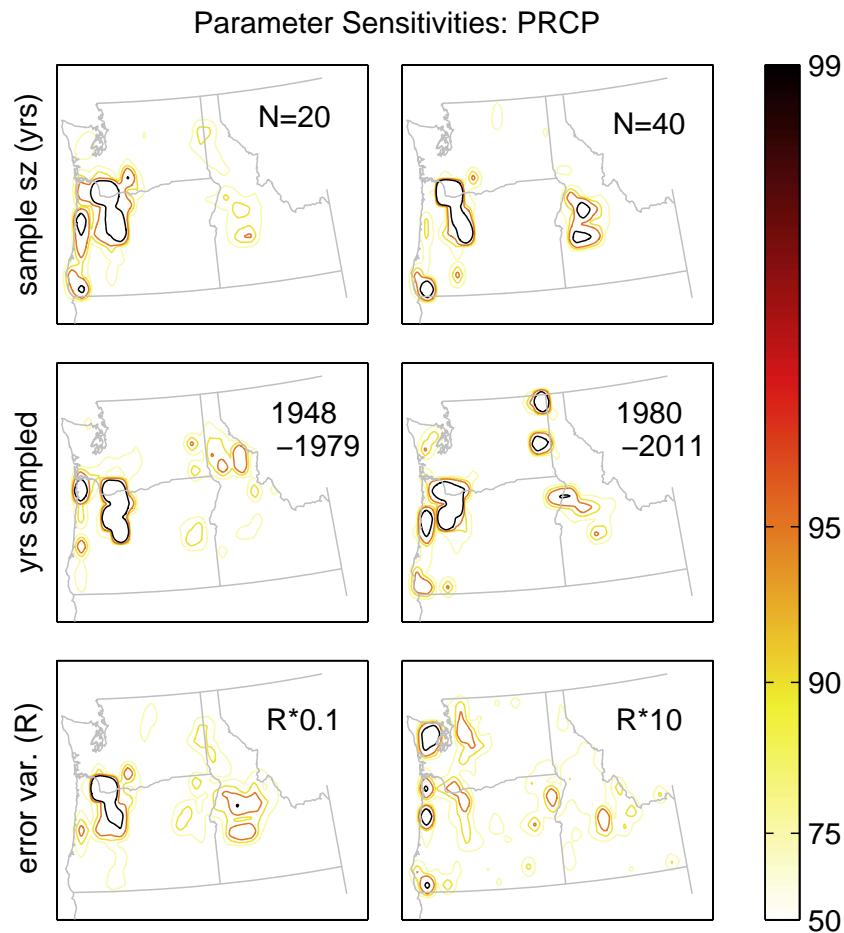 Parameter Sensitivities: PRCP
sample sz (yrs)
N=20
N=40
yrs sampled
1948
−1979
1980
−2011
error var. (R)
R*0.1
R*10
99
95
90
75
50